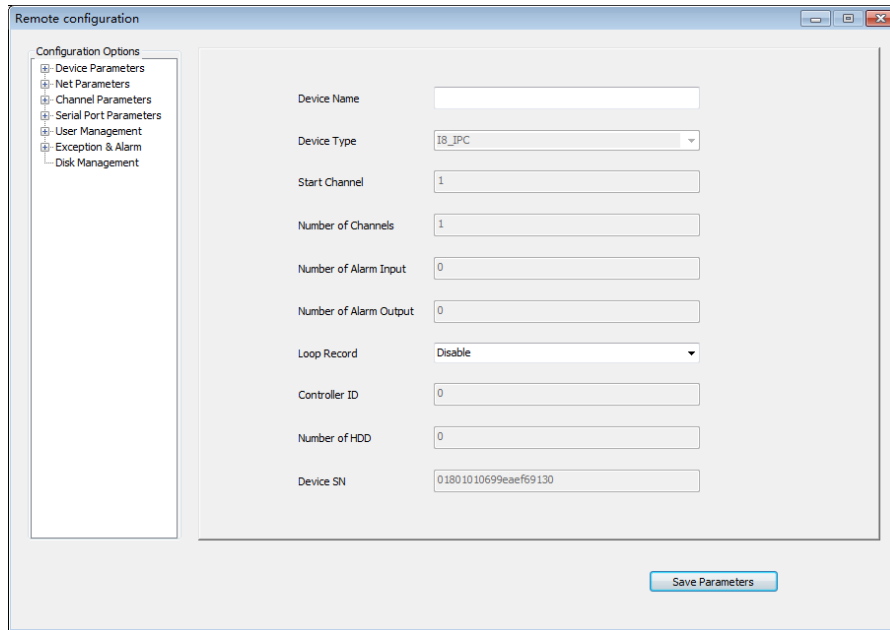 Remote configuration
Configuration Options
Device Parameters
Net Parameters
Channel Parameters
Serial Port Parameters
User Management
Exception & Alarm
Disk Management
Device Name
Device Type I8_IPC
Start Channel 1
Number of Channels 1
Number of Alarm Input 0
Number of Alarm Output 0
Loop Record Disable
Controller ID 0
Number of HDD 0
Device SN 01801010699eaef69130
Save Parameters